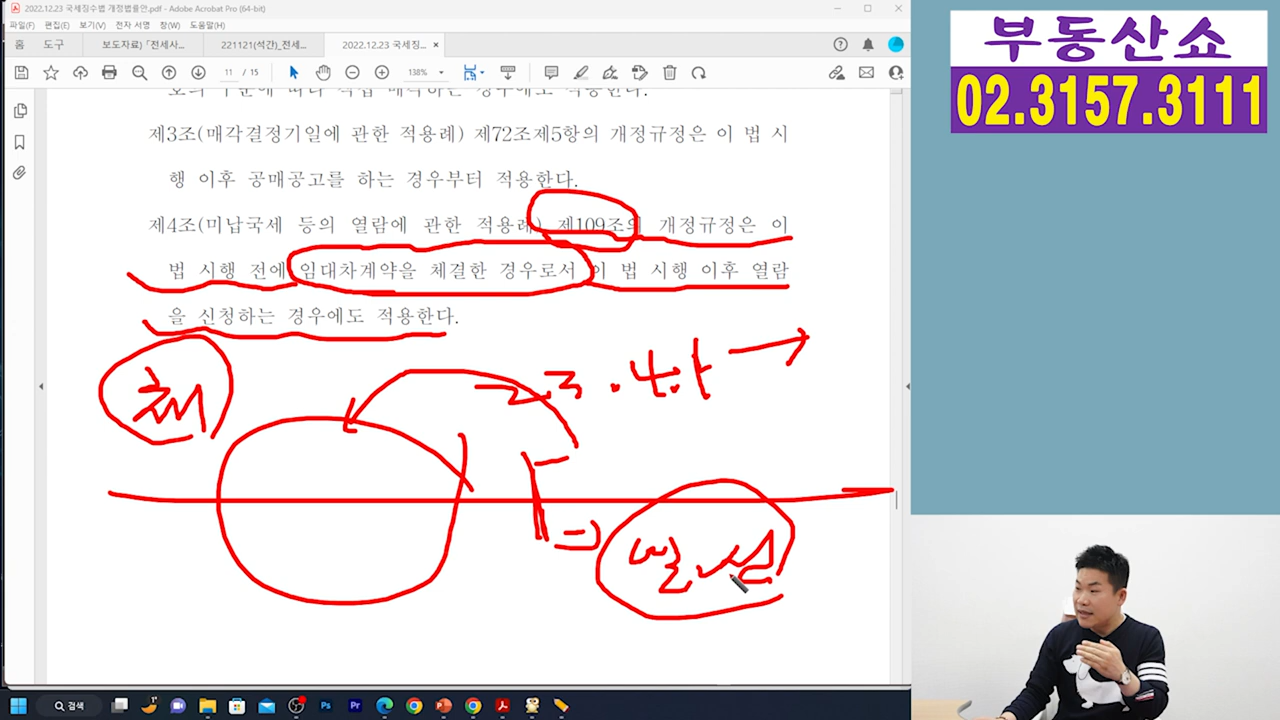 2022.12.23 국세징수법 개정법률안.pdf - Adobe Acrobat Pro (64-bit)
파일(F) 편집(E) 보기(V) 전자 서명 창(W) 도움말(H)
홈 도구 보도자료) 「전세사... 221121(석간)_전세... 2022.12.23 국세징... ×
11 / 15 138%
제3조(매각결정기일에 관한 적용례) 제72조제5항의 개정규정은 이 법 시
행 이후 공매공고를 하는 경우부터 적용한다.
제4조(미납국세 등의 열람에 관한 적용례) 제109조의 개정규정은 이
법 시행 전에 임대차계약을 체결한 경우로서 이 법 시행 이후 열람
을 신청하는 경우에도 적용한다.
부동산쇼
02.3157.3111
검색